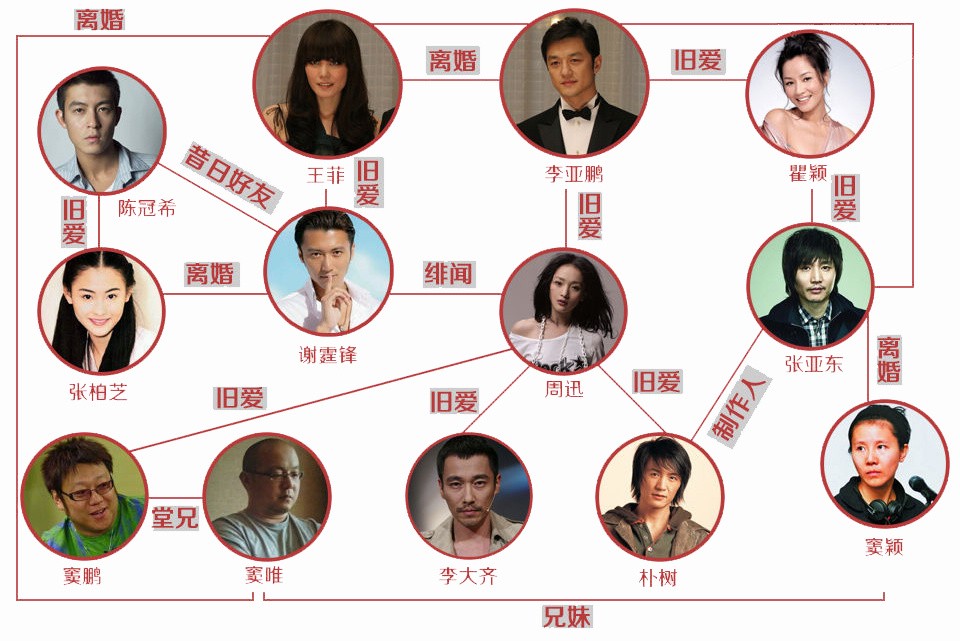 离婚
离婚
旧爱
王菲
李亚鹏
瞿颖
昔日好友
旧爱
旧爱
旧爱
陈冠希
旧爱
离婚
绯闻
谢霆锋
张亚东
离婚
张柏芝
周迅
旧爱
旧爱
旧爱
制作人
堂兄
窦颖
窦鹏
窦唯
李大齐
朴树
兄妹